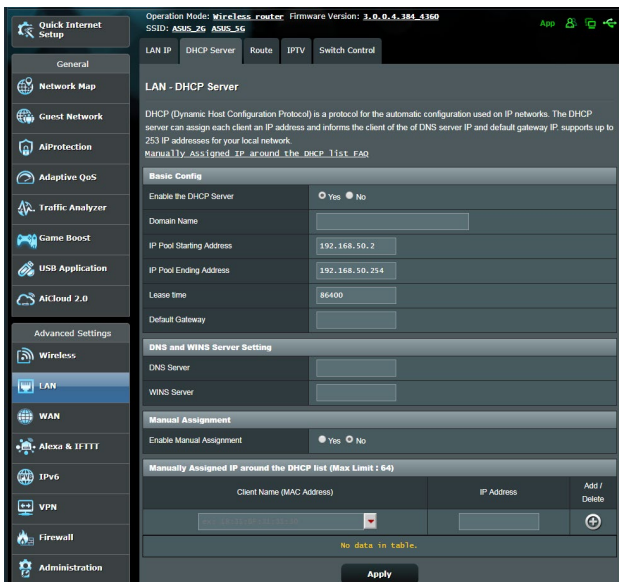 Quick Internet
Setup
Operation Mode: Wireless router Firmware Version: 3.0.0.4.384_4360
SSID: ASUS_2G ASUS_5G
App
LAN IP DHCP Server Route IPTV Switch Control
General
Network Map
Guest Network
AiProtection
Adaptive QoS
Traffic Analyzer
Game Boost
USB Application
AiCloud 2.0
Advanced Settings
Wireless
LAN
WAN
Alexa & IFTTT
IPv6
VPN
Firewall
Administration
LAN - DHCP Server
DHCP (Dynamic Host Configuration Protocol) is a protocol for the automatic configuration used on IP networks. The DHCP
server can assign each client an IP address and informs the client of the of DNS server IP and default gateway IP. supports up to
253 IP addresses for your local network.
Manually Assigned IP around the DHCP list FAQ
Basic Config
Enable the DHCP Server Yes No
Domain Name
IP Pool Starting Address 192.168.50.2
IP Pool Ending Address 192.168.50.254
Lease time 86400
Default Gateway
DNS and WINS Server Setting
DNS Server
WINS Server
Manual Assignment
Enable Manual Assignment Yes No
Manually Assigned IP around the DHCP list (Max Limit : 64)
Client Name (MAC Address) IP Address Add /
Delete
No data in table.
Apply